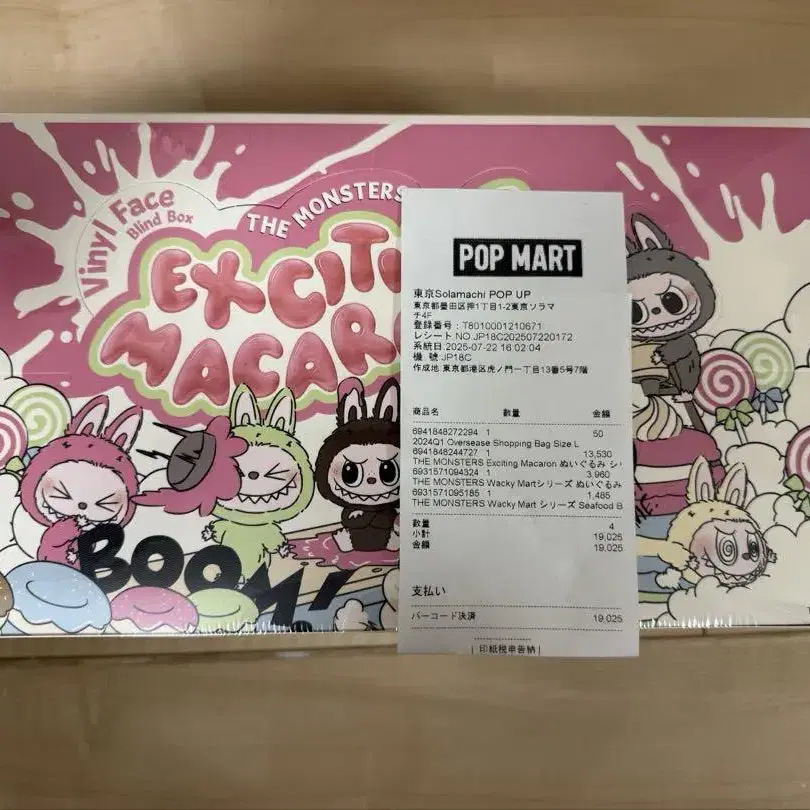 Vinyl Face
Blind Box
THE MONSTERS
EXCITI
MACAR
BOOM!
POP MART
東京Solamachi POP UP
東京都墨田区押1丁目1-2東京ソラマ
チ4F
登録番号:T8010001210671
レシートNO.JP18C202507220172
系統日.2025-07-22 16:02:04
機 號.JP18C
作成地:東京都港区虎ノ門一丁目13番5号7階
商品名 数量 金額
6941848272294 1 50
2024Q1 Oversease Shopping Bag Size L
6941848244727 1 13,530
THE MONSTERS Exciting Macaron ぬいぐるみ シ
6931571094324 1 3,960
THE MONSTERS Wacky Martシリーズ ぬいぐるみ
6931571095185 1 1,485
THE MONSTERS Wacky Mart シリーズ Seafood B
数量 4
小計 19,025
金額 19,025
支払い
バーコード決済 19,025
印紙税申告納